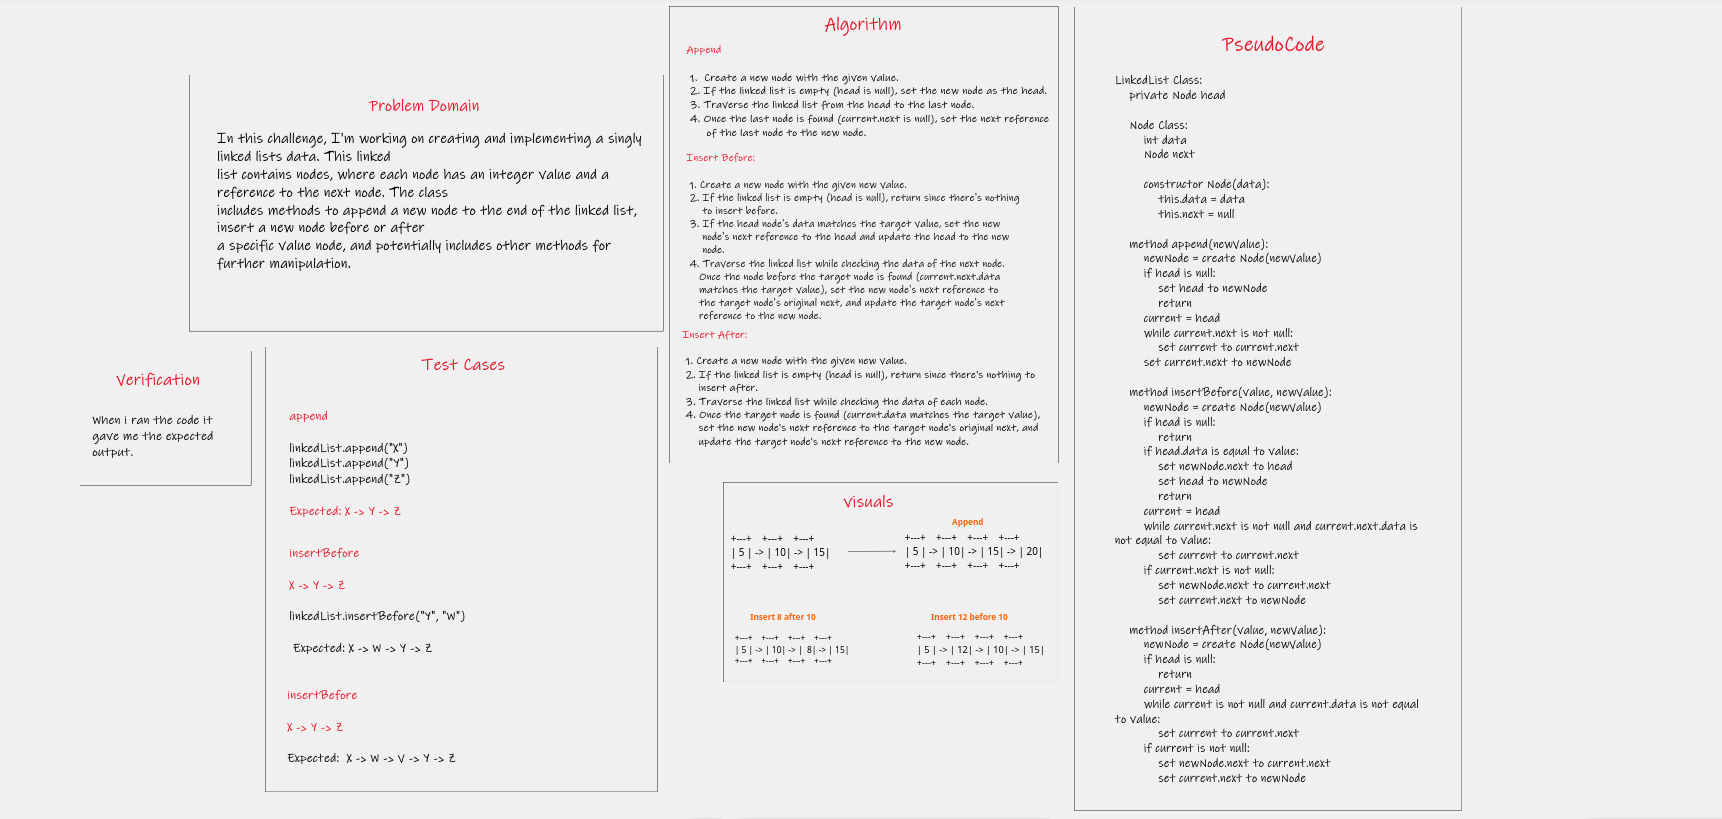 Problem Domain
In this challenge, I'm working on creating and implementing a singly
linked lists data. This linked
list contains nodes, where each node has an integer value and a
reference to the next node. The class
includes methods to append a new node to the end of the linked list,
insert a new node before or after
a specific value node, and potentially includes other methods for
further manipulation.
Verification
When i ran the code it
gave me the expected
output.
Test Cases
append
linkedList.append("X")
linkedList.append("Y")
linkedList.append("Z")
Expected: X -> Y -> Z
insertBefore
X -> Y -> Z
linkedList.insertBefore("Y", "W")
Expected: X -> W -> Y -> Z
insertBefore
X -> Y -> Z
Expected: X -> W -> V -> Y -> Z
Algorithm
Append
1. Create a new node with the given value.
2. If the linked list is empty (head is null), set the new node as the head.
3. Traverse the linked list from the head to the last node.
4. Once the last node is found (current.next is null), set the next reference
of the last node to the new node.
Insert Before:
1. Create a new node with the given new value.
2. If the linked list is empty (head is null), return since there's nothing
to insert before.
3. If the head node's data matches the target value, set the new
node's next reference to the head and update the head to the new
node.
4. Traverse the linked list while checking the data of the next node.
Once the node before the target node is found (current.next.data
matches the target value), set the new node's next reference to
the target node's original next, and update the target node's next
reference to the new node.
Insert After:
1. Create a new node with the given new value.
2. If the linked list is empty (head is null), return since there's nothing to
insert after.
3. Traverse the linked list while checking the data of each node.
4. Once the target node is found (current.data matches the target value),
set the new node's next reference to the target node's original next, and
update the target node's next reference to the new node.
visuals
Append
+---+ +---+ +---+
| 5 | -> | 10| -> | 15|
+---+ +---+ +---+
+---+ +---+ +---+ +---+
| 5 | -> | 10| -> | 15| -> | 20|
+---+ +---+ +---+ +---+
Insert 8 after 10
+---+ +---+ +---+ +---+
| 5 | -> | 10| -> | 8| -> | 15|
+---+ +---+ +---+ +---+
Insert 12 before 10
+---+ +---+ +---+ +---+
| 5 | -> | 12| -> | 10| -> | 15|
+---+ +---+ +---+ +---+
PseudoCode
LinkedList Class:
private Node head
Node Class:
int data
Node next
constructor Node(data):
this.data = data
this.next = null
method append(newValue):
newNode = create Node(newValue)
if head is null:
set head to newNode
return
current = head
while current.next is not null:
set current to current.next
set current.next to newNode
method insertBefore(value, newValue):
newNode = create Node(newValue)
if head is null:
return
if head.data is equal to value:
set newNode.next to head
set head to newNode
return
current = head
while current.next is not null and current.next.data is
not equal to value:
set current to current.next
if current.next is not null:
set newNode.next to current.next
set current.next to newNode
method insertAfter(value, newValue):
newNode = create Node(newValue)
if head is null:
return
current = head
while current is not null and current.data is not equal
to value:
set current to current.next
if current is not null:
set newNode.next to current.next
set current.next to newNode